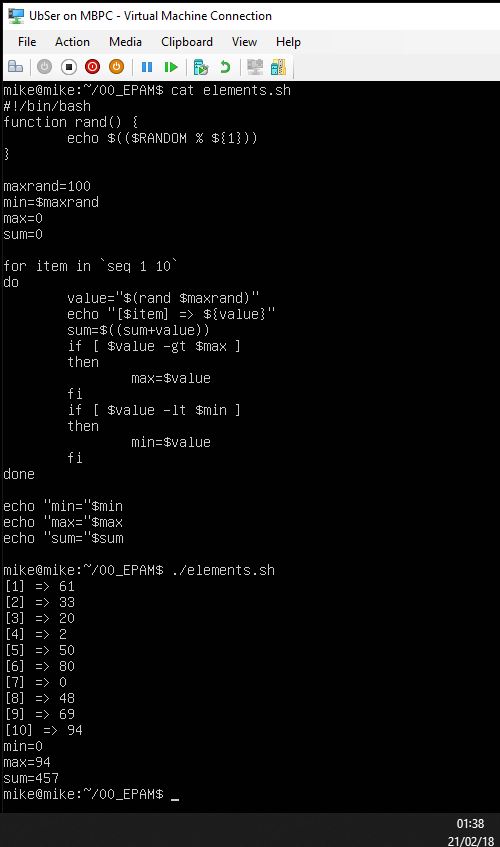 UbSer on MBPC - Virtual Machine Connection
File Action Media Clipboard View Help
mike@mike:~/00_EPAM$ cat elements.sh
#!/bin/bash
function rand() {
        echo $(($RANDOM % ${1}))
}
maxrand=100
min=$maxrand
max=0
sum=0
for item in `seq 1 10`
do
        value="$(rand $maxrand)"
        echo "[$item] => ${value}"
        sum=$((sum+value))
        if [ $value -gt $max ]
        then
                max=$value
        fi
        if [ $value -lt $min ]
        then
                min=$value
        fi
done
echo "min="$min
echo "max="$max
echo "sum="$sum
mike@mike:~/00_EPAM$ ./elements.sh
[1] => 61
[2] => 33
[3] => 20
[4] => 2
[5] => 50
[6] => 80
[7] => 0
[8] => 48
[9] => 69
[10] => 94
min=0
max=94
sum=457
mike@mike:~/00_EPAM$ _
01:38
21/02/18